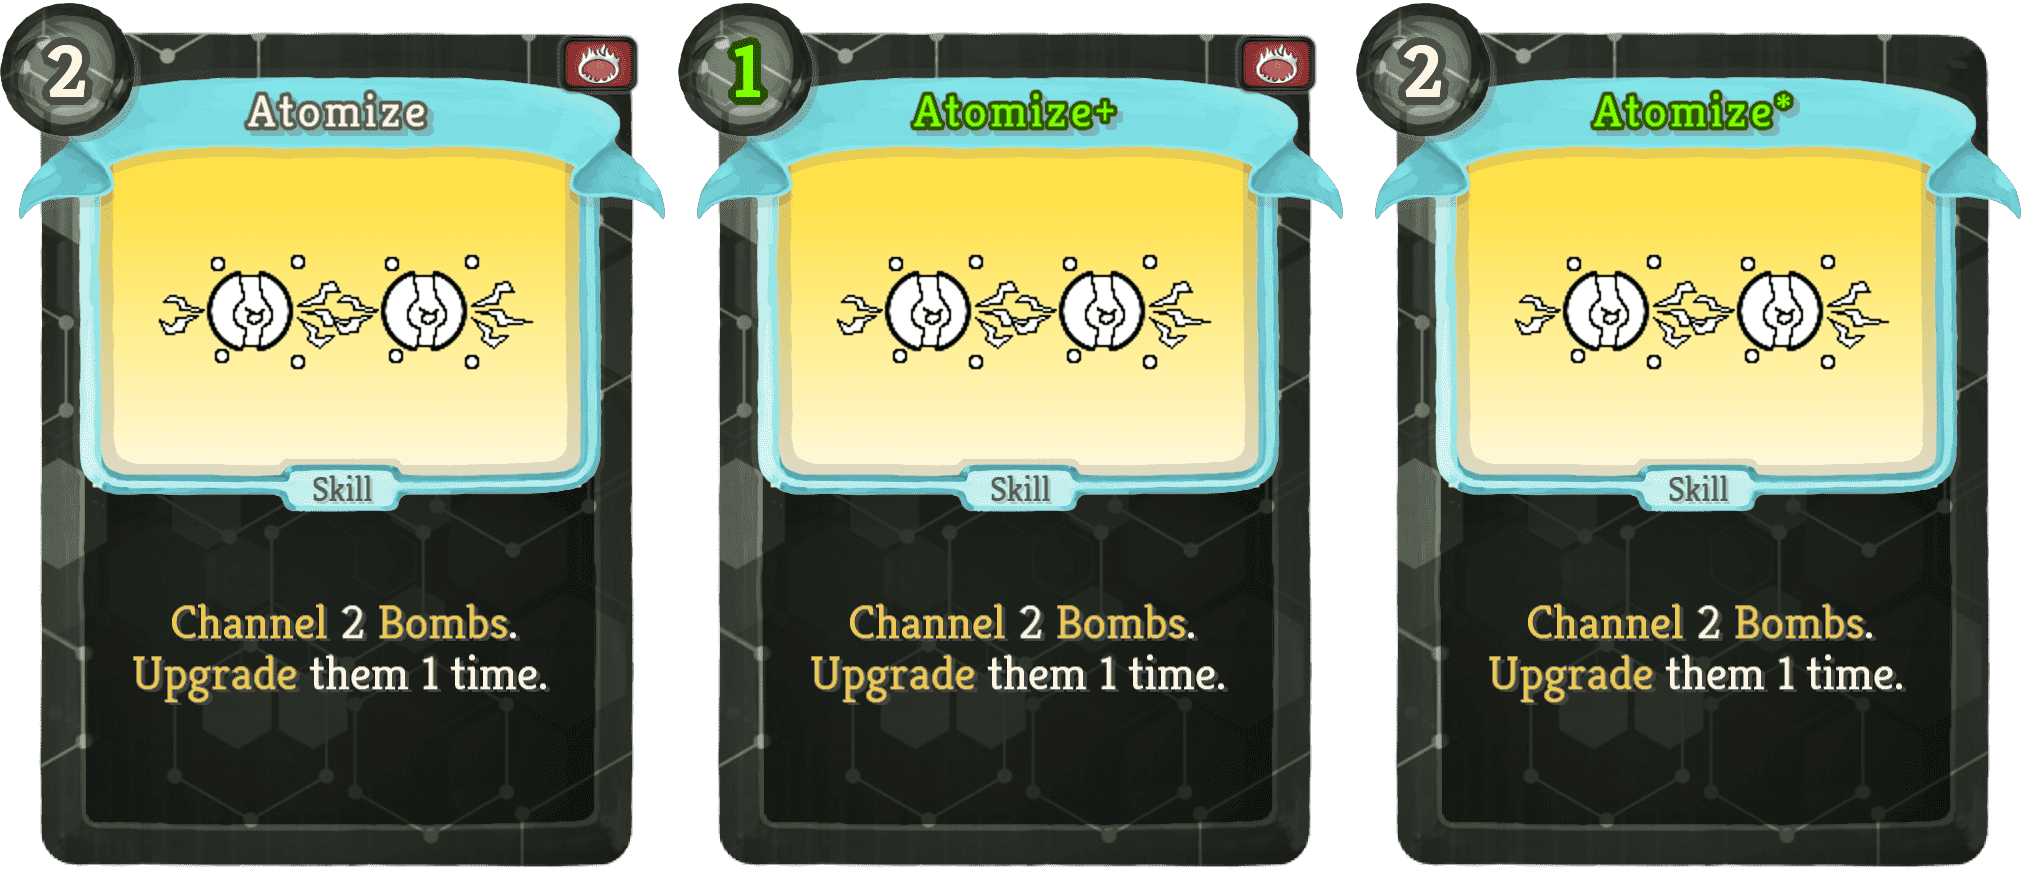 2
Atomize
Skill
Channel 2 Bombs.
Upgrade them 1 time.
1
Atomize+
Skill
Channel 2 Bombs.
Upgrade them 1 time.
2
Atomize*
Skill
Channel 2 Bombs.
Upgrade them 1 time.